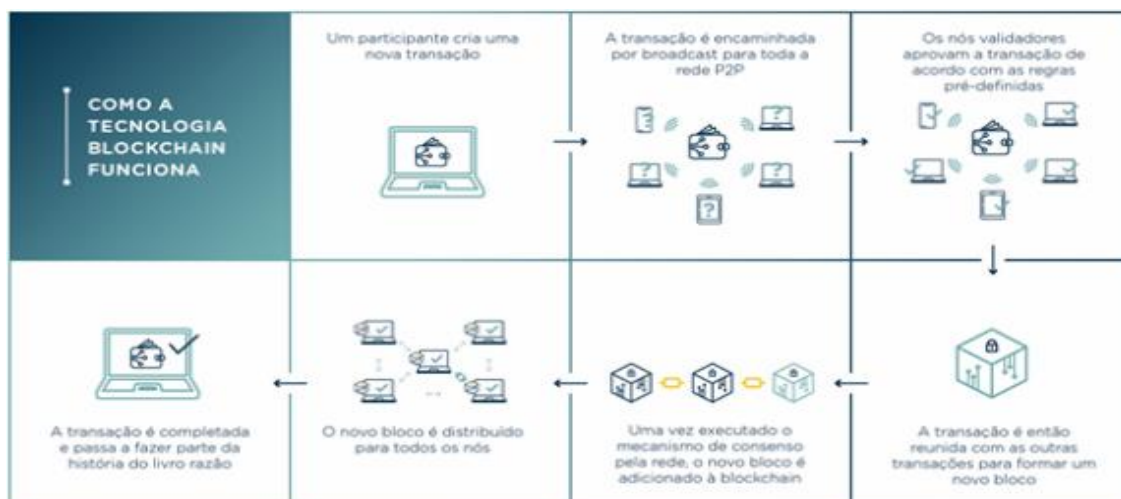 COMO A
TECNOLOGIA
BLOCKCHAIN
FUNCIONA
Um participante cria uma
nova transação
A transação é encaminhada
por broadcast para toda a
rede P2P
Os nós validadores
aprovam a transação de
acordo com as regras
pré-definidas
A transação é então
reunida com as outras
transações para formar um
novo bloco
Uma vez executado o
mecanismo de consenso
pela rede, o novo bloco é
adicionado à blockchain
O novo bloco é distribuído
para todos os nós
A transação é completada
e passa a fazer parte da
história do livro razão